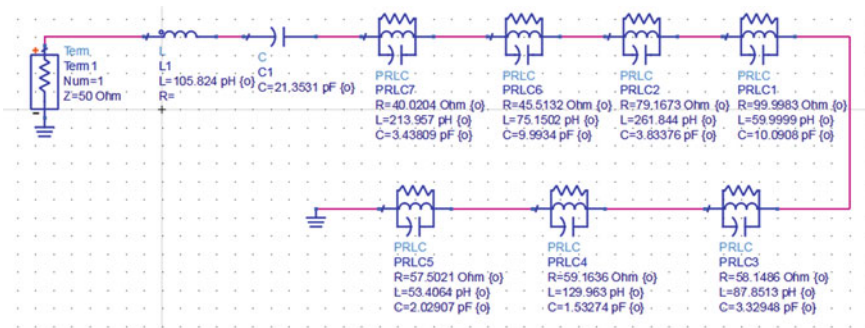 +
Term
Term1
Num=1
Z=50 Ohm
-
L
L1
L=105.824 pH {o}
R=
C
C1
C=21.3531 pF {o}
PRLC
PRLC7
R=40.0204 Ohm {o}
L=213.957 pH {o}
C=3.43809 pF {o}
PRLC
PRLC6
R=45.5132 Ohm {o}
L=75.1502 pH {o}
C=9.9934 pF {o}
PRLC
PRLC2
R=79.1673 Ohm {o}
L=261.844 pH {o}
C=3.83376 pF {o}
PRLC
PRLC1
R=99.9983 Ohm {o}
L=59.9999 pH {o}
C=10.0908 pF {o}
PRLC
PRLC5
R=57.5021 Ohm {o}
L=53.4064 pH {o}
C=2.02907 pF {o}
PRLC
PRLC4
R=59.1636 Ohm {o}
L=129.963 pH {o}
C=1.53274 pF {o}
PRLC
PRLC3
R=58.1486 Ohm {o}
L=87.8513 pH {o}
C=3.32948 pF {o}